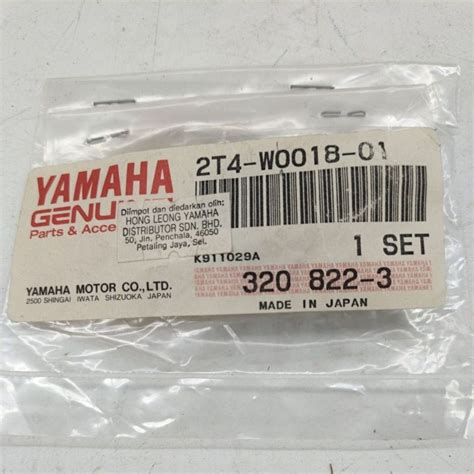 YAMAHA
GENU
Parts & Acce
Diimpot dan diedarkan oleh:
HONG LEONG YAMAHA
DISTRIBUTOR SDN. BHD.
50, Jln. Penchala, 46050
Petaling Jaya, Sel.
YAMAHA MOTOR CO., LTD.
2500 SHINGAI IWATA SHIZUOKA JAPAN
2T4-W0018-01
1 SET
K911029A
320 822-3
MADE IN JAPAN